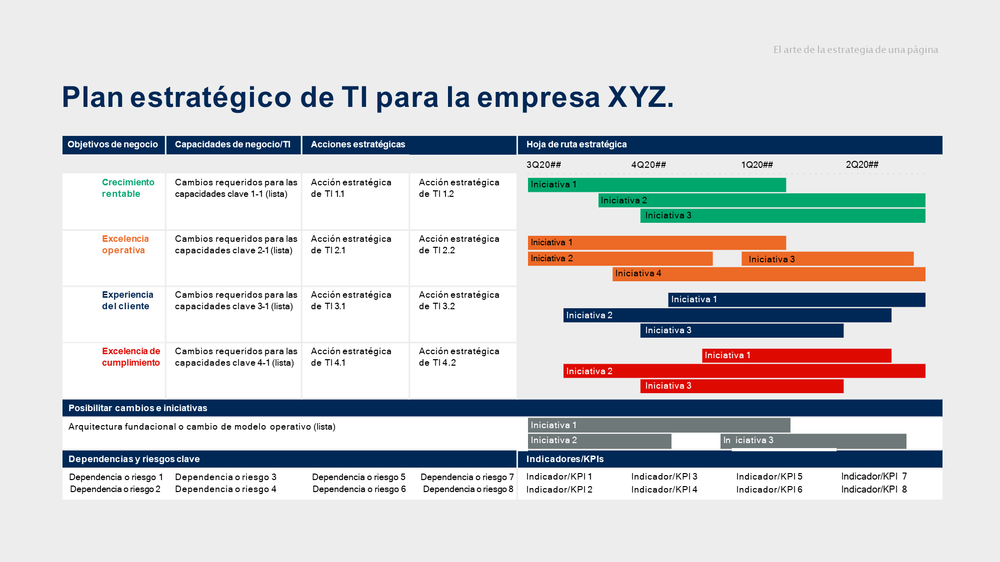 El arte de la estrategia de una página
Plan estratégico de TI para la empresa XYZ.
Objetivos de negocio
Capacidades de negocio/TI
Acciones estratégicas
Hoja de ruta estratégica
3Q20##
4Q20##
1Q20##
2Q20##
Crecimiento
rentable
Cambios requeridos para las
capacidades clave 1-1 (lista)
Acción estratégica
de TI 1.1
Acción estratégica
de TI 1.2
Iniciativa 1
Iniciativa 2
Iniciativa 3
Excelencia
operativa
Cambios requeridos para las
capacidades clave 2-1 (lista)
Acción estratégica
de TI 2.1
Acción estratégica
de TI 2.2
Iniciativa 1
Iniciativa 2
Iniciativa 3
Iniciativa 4
Experiencia
del cliente
Cambios requeridos para las
capacidades clave 3-1 (lista)
Acción estratégica
de TI 3.1
Acción estratégica
de TI 3.2
Iniciativa 1
Iniciativa 2
Iniciativa 3
Excelencia de
cumplimiento
Cambios requeridos para las
capacidades clave 4-1 (lista)
Acción estratégica
de TI 4.1
Acción estratégica
de TI 4.2
Iniciativa 1
Iniciativa 2
Iniciativa 3
Posibilitar cambios e iniciativas
Arquitectura fundacional o cambio de modelo operativo (lista)
Iniciativa 1
Iniciativa 2
In iciativa 3
Dependencias y riesgos clave
Indicadores/KPIs
Dependencia o riesgo 1
Dependencia o riesgo 2
Dependencia o riesgo 3
Dependencia o riesgo 4
Dependencia o riesgo 5
Dependencia o riesgo 6
Dependencia o riesgo 7
Dependencia o riesgo 8
Indicador/KPI 1
Indicador/KPI 2
Indicador/KPI 3
Indicador/KPI 4
Indicador/KPI 5
Indicador/KPI 6
Indicador/KPI 7
Indicador/KPI 8